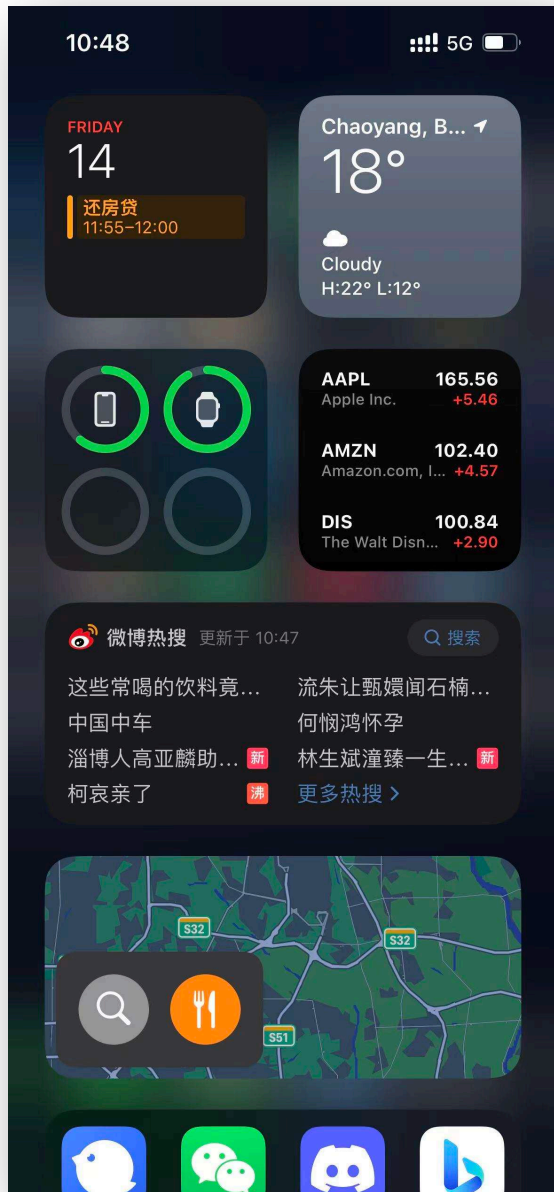 10:48
5G
FRIDAY
14
还房贷
11:55–12:00
Chaoyang, B...
18°
Cloudy
H:22° L:12°
AAPL 165.56
Apple Inc. +5.46
AMZN 102.40
Amazon.com, I... +4.57
DIS 100.84
The Walt Disn... +2.90
微博热搜 更新于 10:47 搜索
这些常喝的饮料竟... 流朱让甄嬛闻石楠...
中国中车 何悯鸿怀孕
淄博人高亚麟助... 新 林生斌潼臻一生... 新
柯哀亲了 沸 更多热搜 >
S32
S32
S51